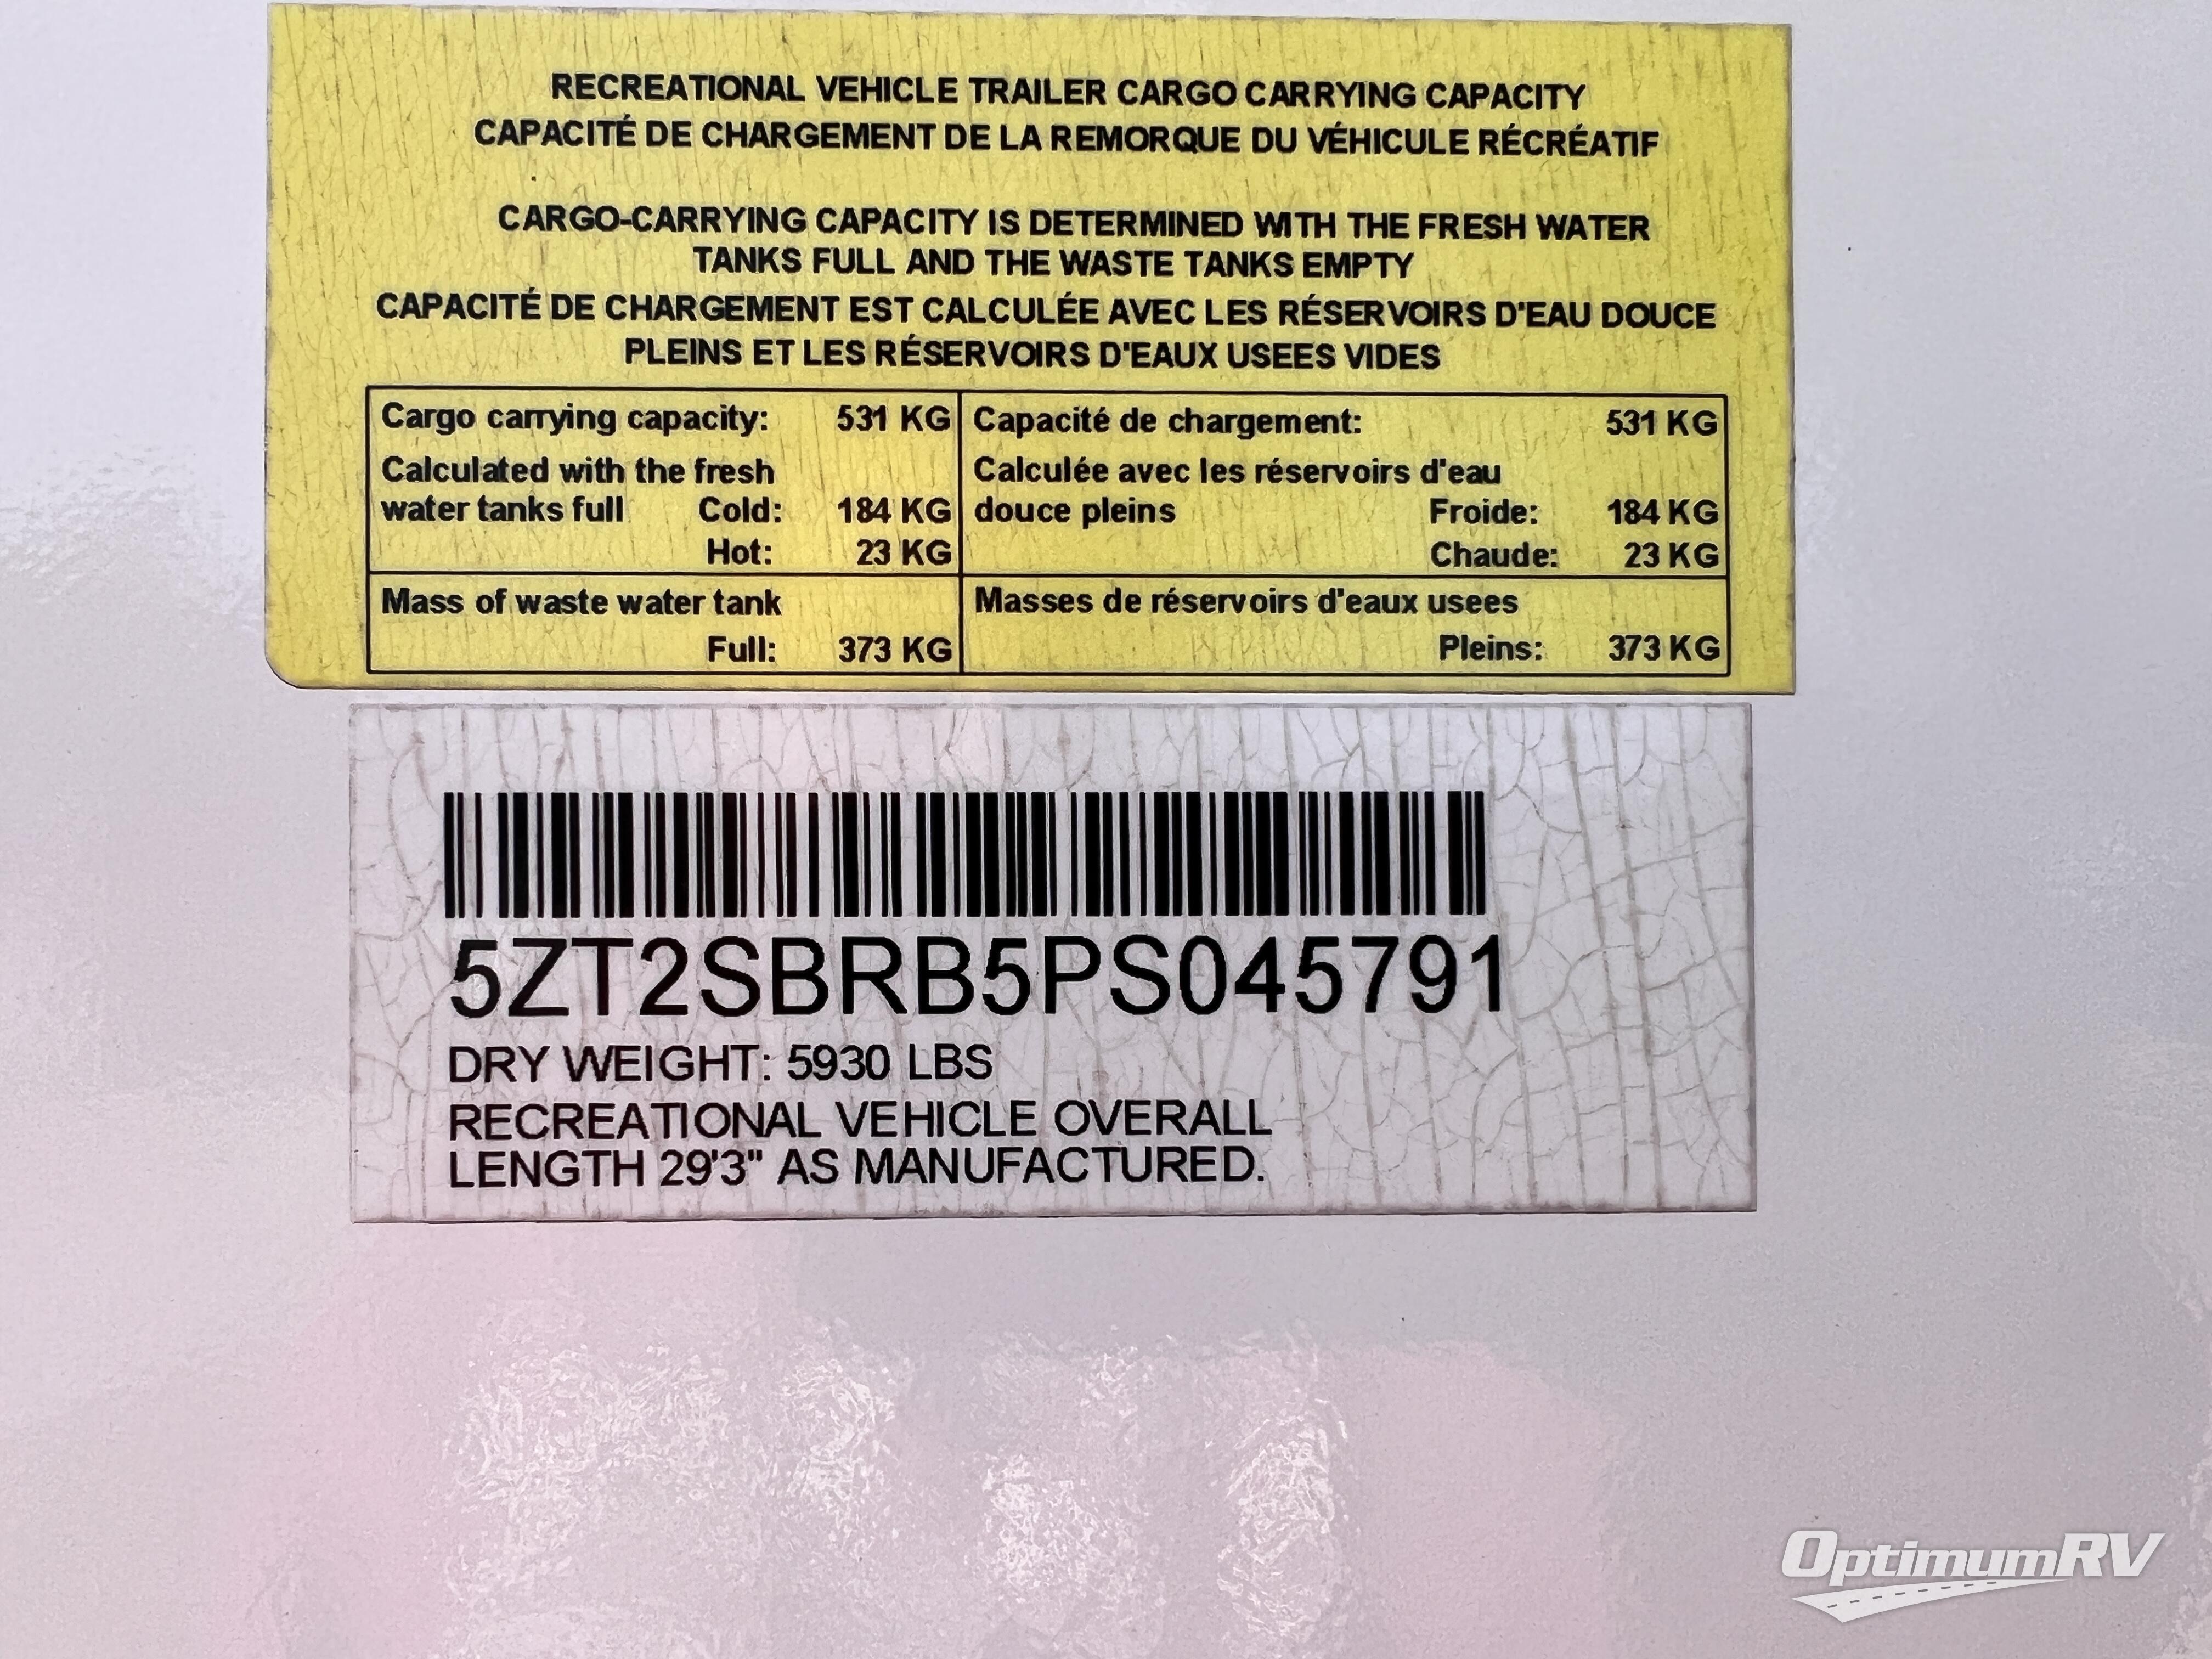 RECREATIONAL VEHICLE TRAILER CARGO CARRYING CAPACITY
CAPACITÉ DE CHARGEMENT DE LA REMORQUE DU VÉHICULE RÉCRÉATIF
CARGO-CARRYING CAPACITY IS DETERMINED WITH THE FRESH WATER
TANKS FULL AND THE WASTE TANKS EMPTY
CAPACITÉ DE CHARGEMENT EST CALCULÉE AVEC LES RÉSERVOIRS D'EAU DOUCE
PLEINS ET LES RÉSERVOIRS D'EAUX USEES VIDES
Cargo carrying capacity: 531 KG
Calculated with the fresh
water tanks full Cold: 184 KG
Hot: 23 KG
Mass of waste water tank
Full: 373 KG
Capacité de chargement: 531 KG
Calculée avec les réservoirs d'eau
douce pleins Froide: 184 KG
Chaude: 23 KG
Masses de réservoirs d'eaux usees
Pleins: 373 KG
5ZT2SBRB5PS045791
DRY WEIGHT: 5930 LBS
RECREATIONAL VEHICLE OVERALL
LENGTH 29'3" AS MANUFACTURED.
OptimumRV